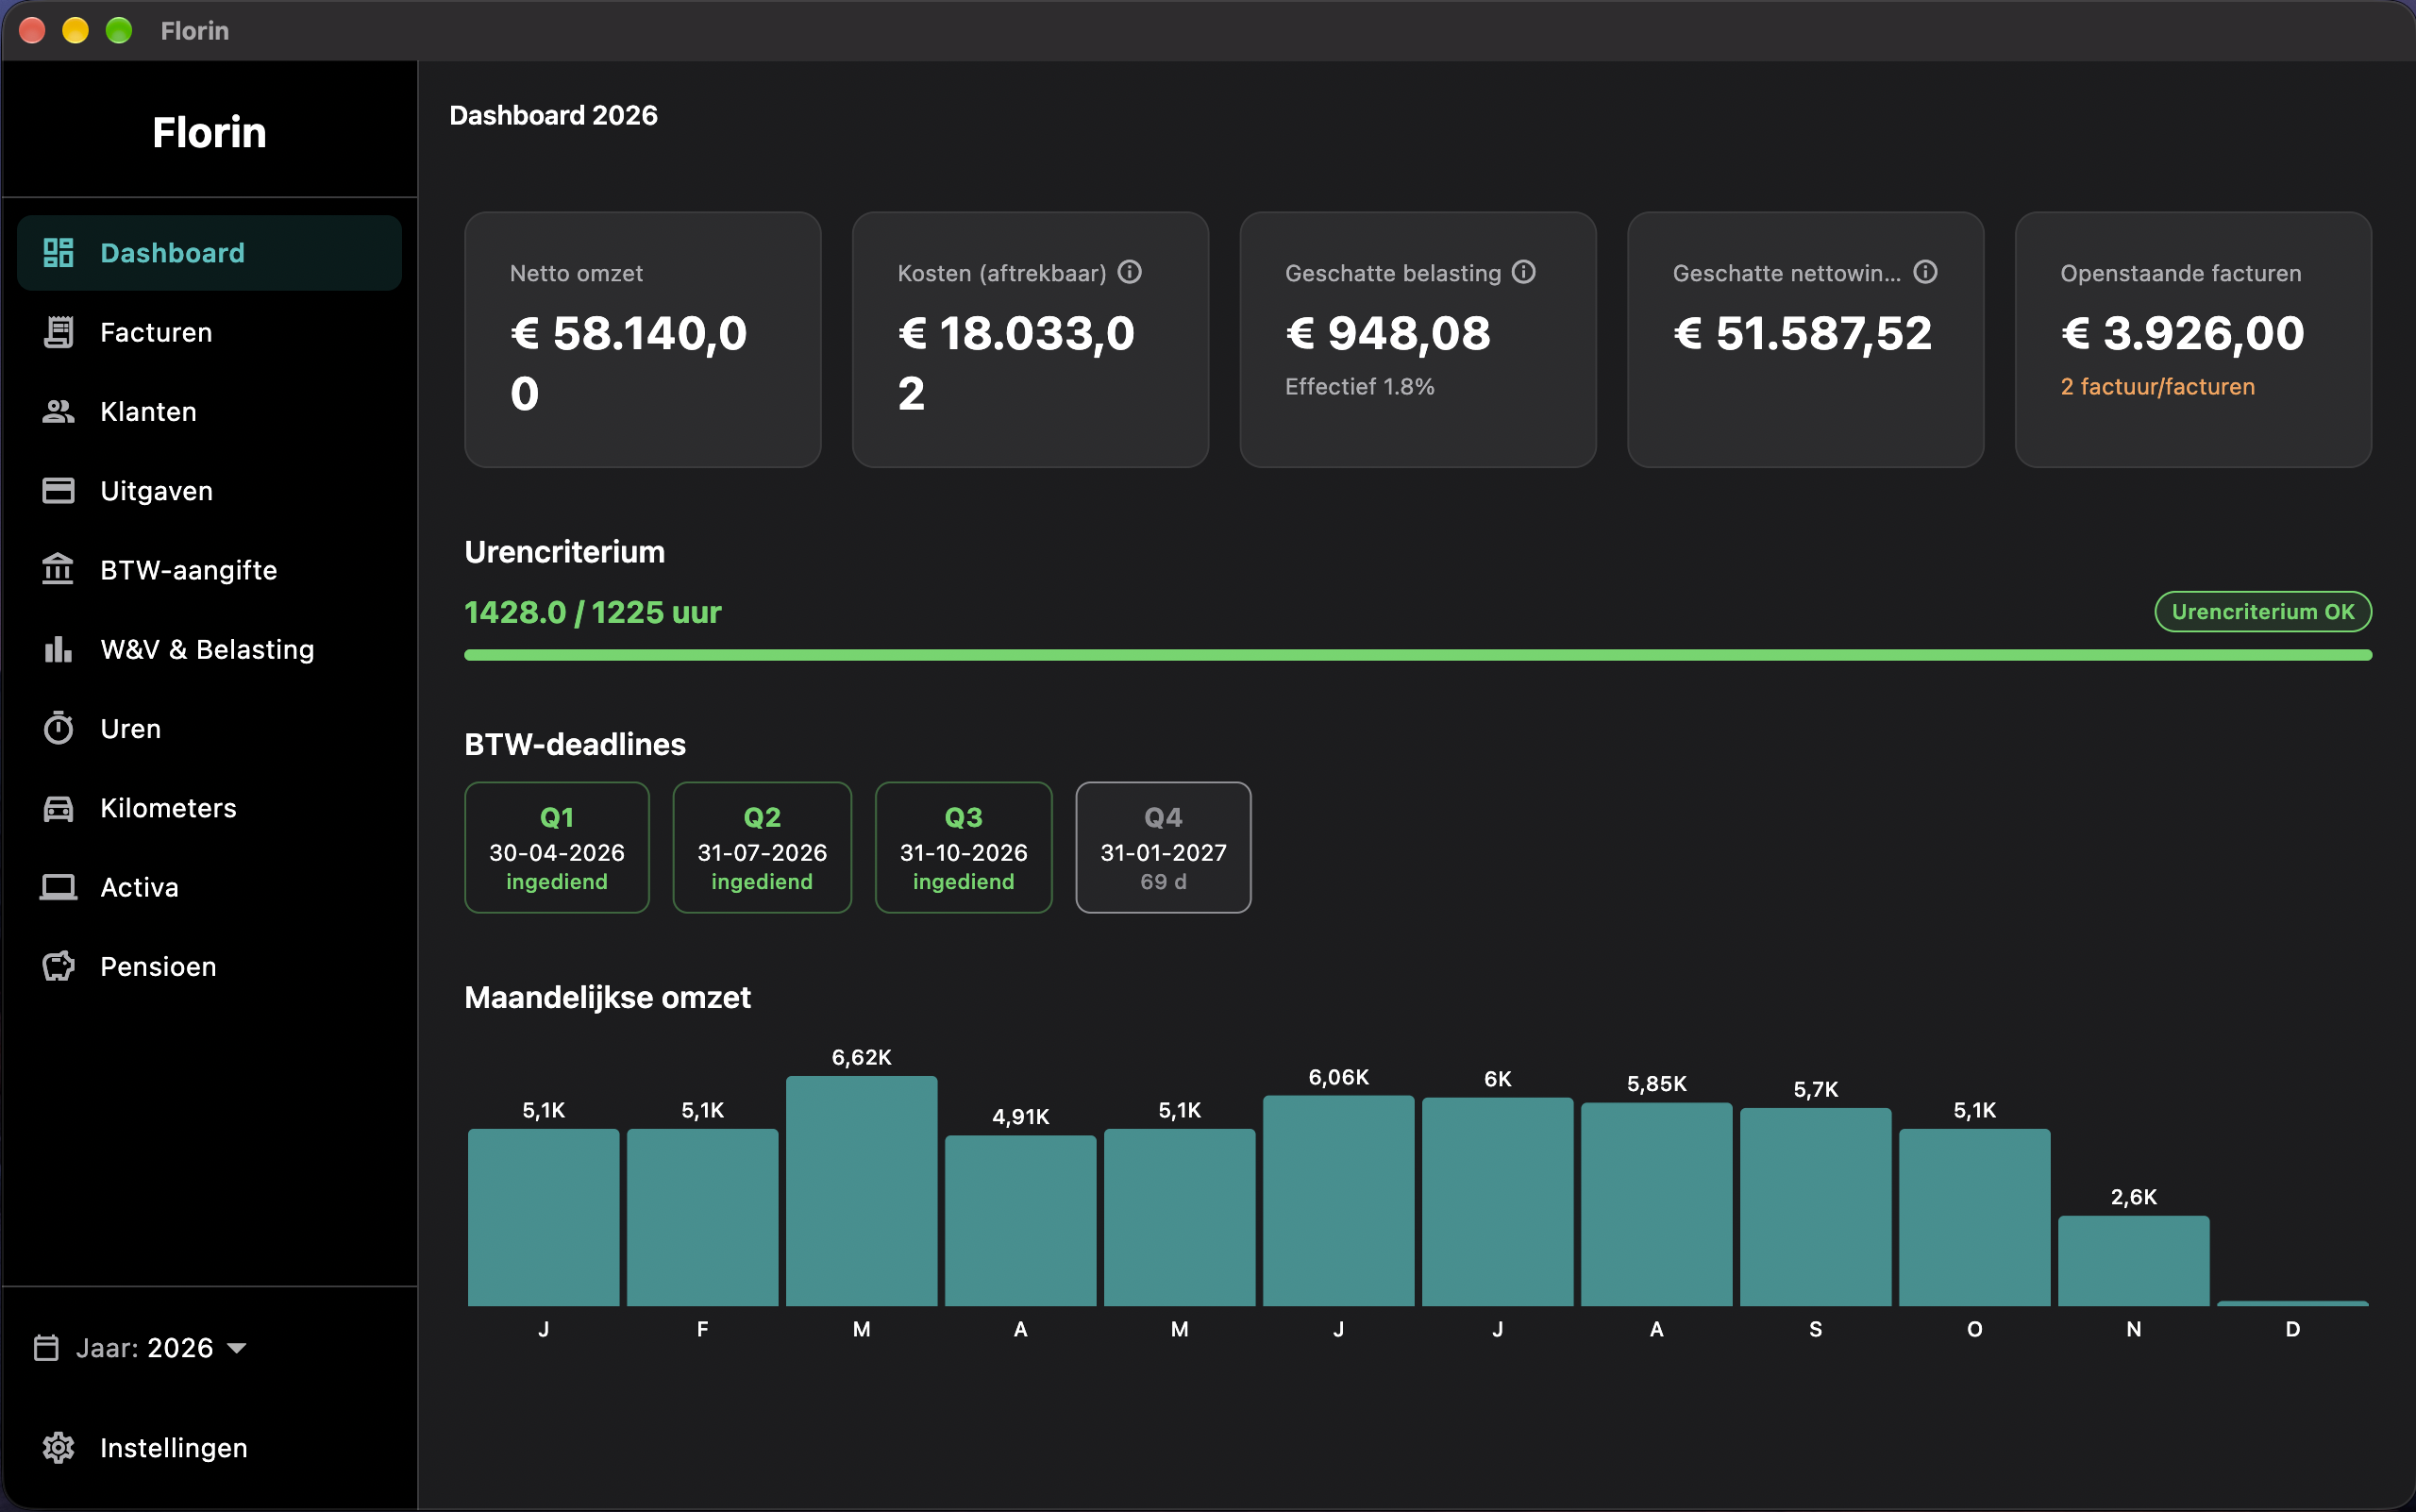 Florin
Florin
Dashboard
Facturen
Klanten
Uitgaven
BTW-aangifte
W&V & Belasting
Uren
Kilometers
Activa
Pensioen
Jaar: 2026
Instellingen
Dashboard 2026
Netto omzet
€ 58.140,0
0
Kosten (aftrekbaar)
€ 18.033,0
2
Geschatte belasting
€ 948,08
Effectief 1.8%
Geschatte nettowin...
€ 51.587,52
Openstaande facturen
€ 3.926,00
2 factuur/facturen
Urencriterium
1428.0 / 1225 uur
Urencriterium OK
BTW-deadlines
Q1
30-04-2026
ingediend
Q2
31-07-2026
ingediend
Q3
31-10-2026
ingediend
Q4
31-01-2027
69 d
Maandelijkse omzet
5,1K
5,1K
6,62K
4,91K
5,1K
6,06K
6K
5,85K
5,7K
5,1K
2,6K
J
F
M
A
M
J
J
A
S
O
N
D